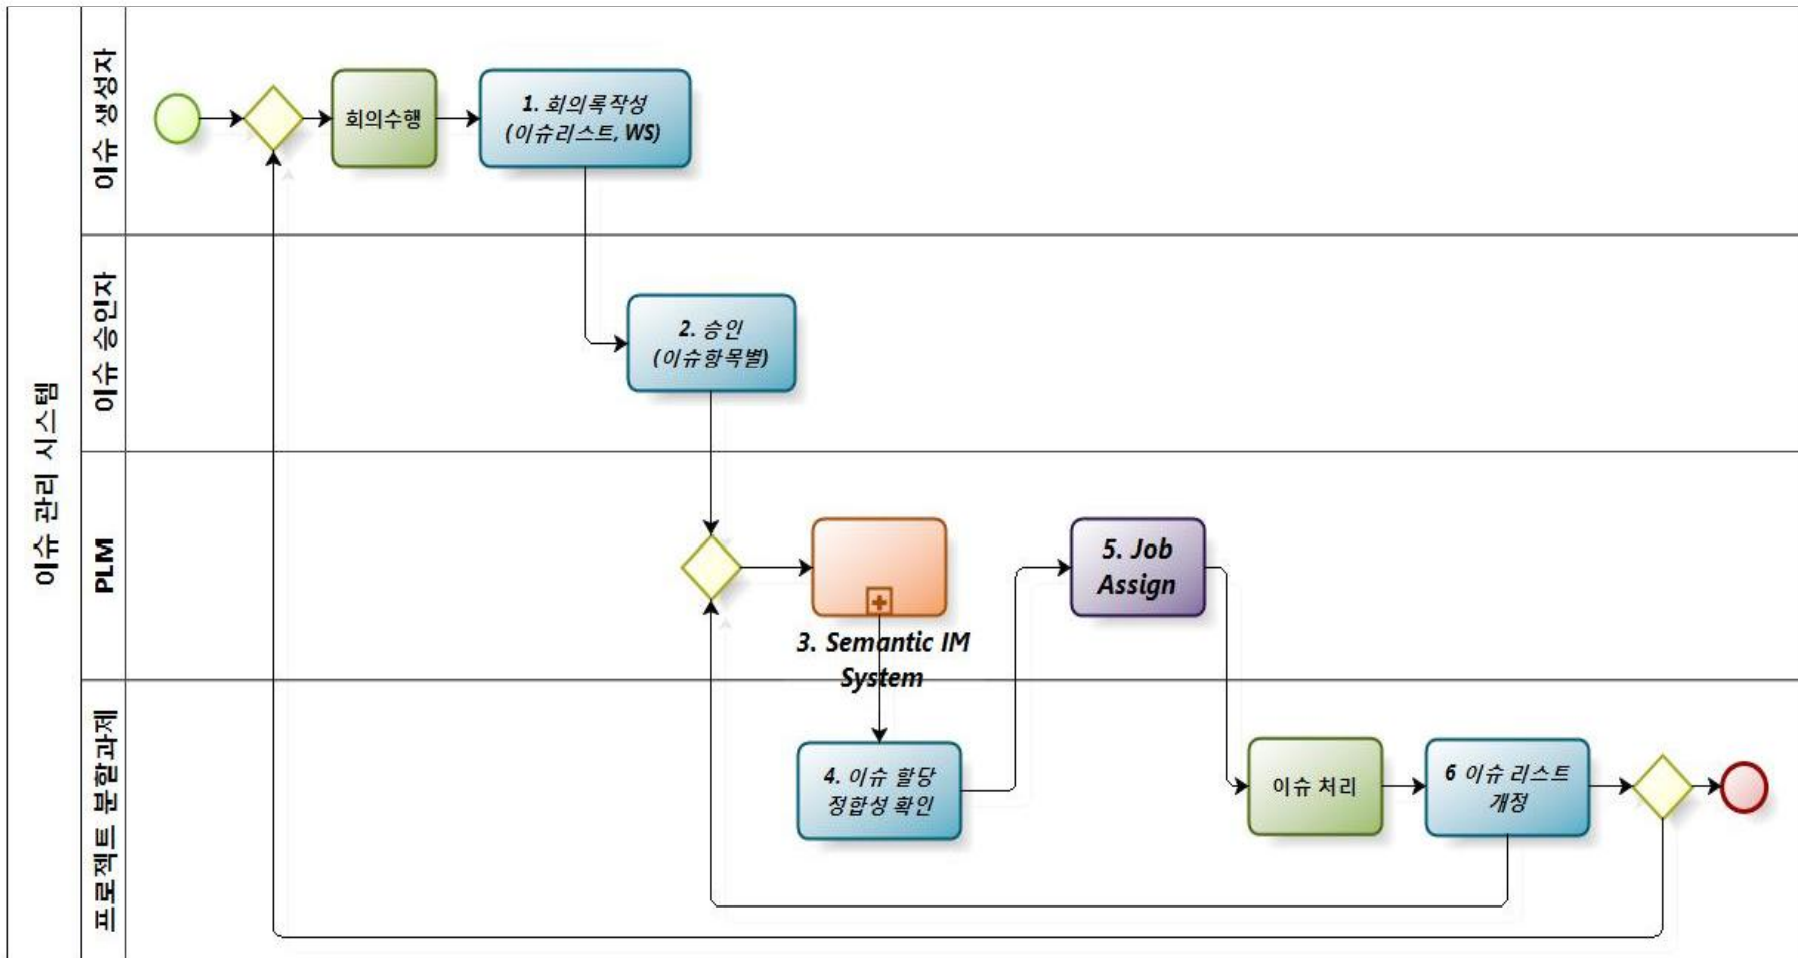 이슈 관리 시스템
이슈 생성자
회의수행
1. 회의록작성
(이슈리스트, WS)
이슈 승인자
2. 승인
(이슈항목별)
PLM
3. Semantic IM
System
5. Job
Assign
프로젝트 분할과제
4. 이슈 할당
정합성 확인
이슈 처리
6 이슈 리스트
개정